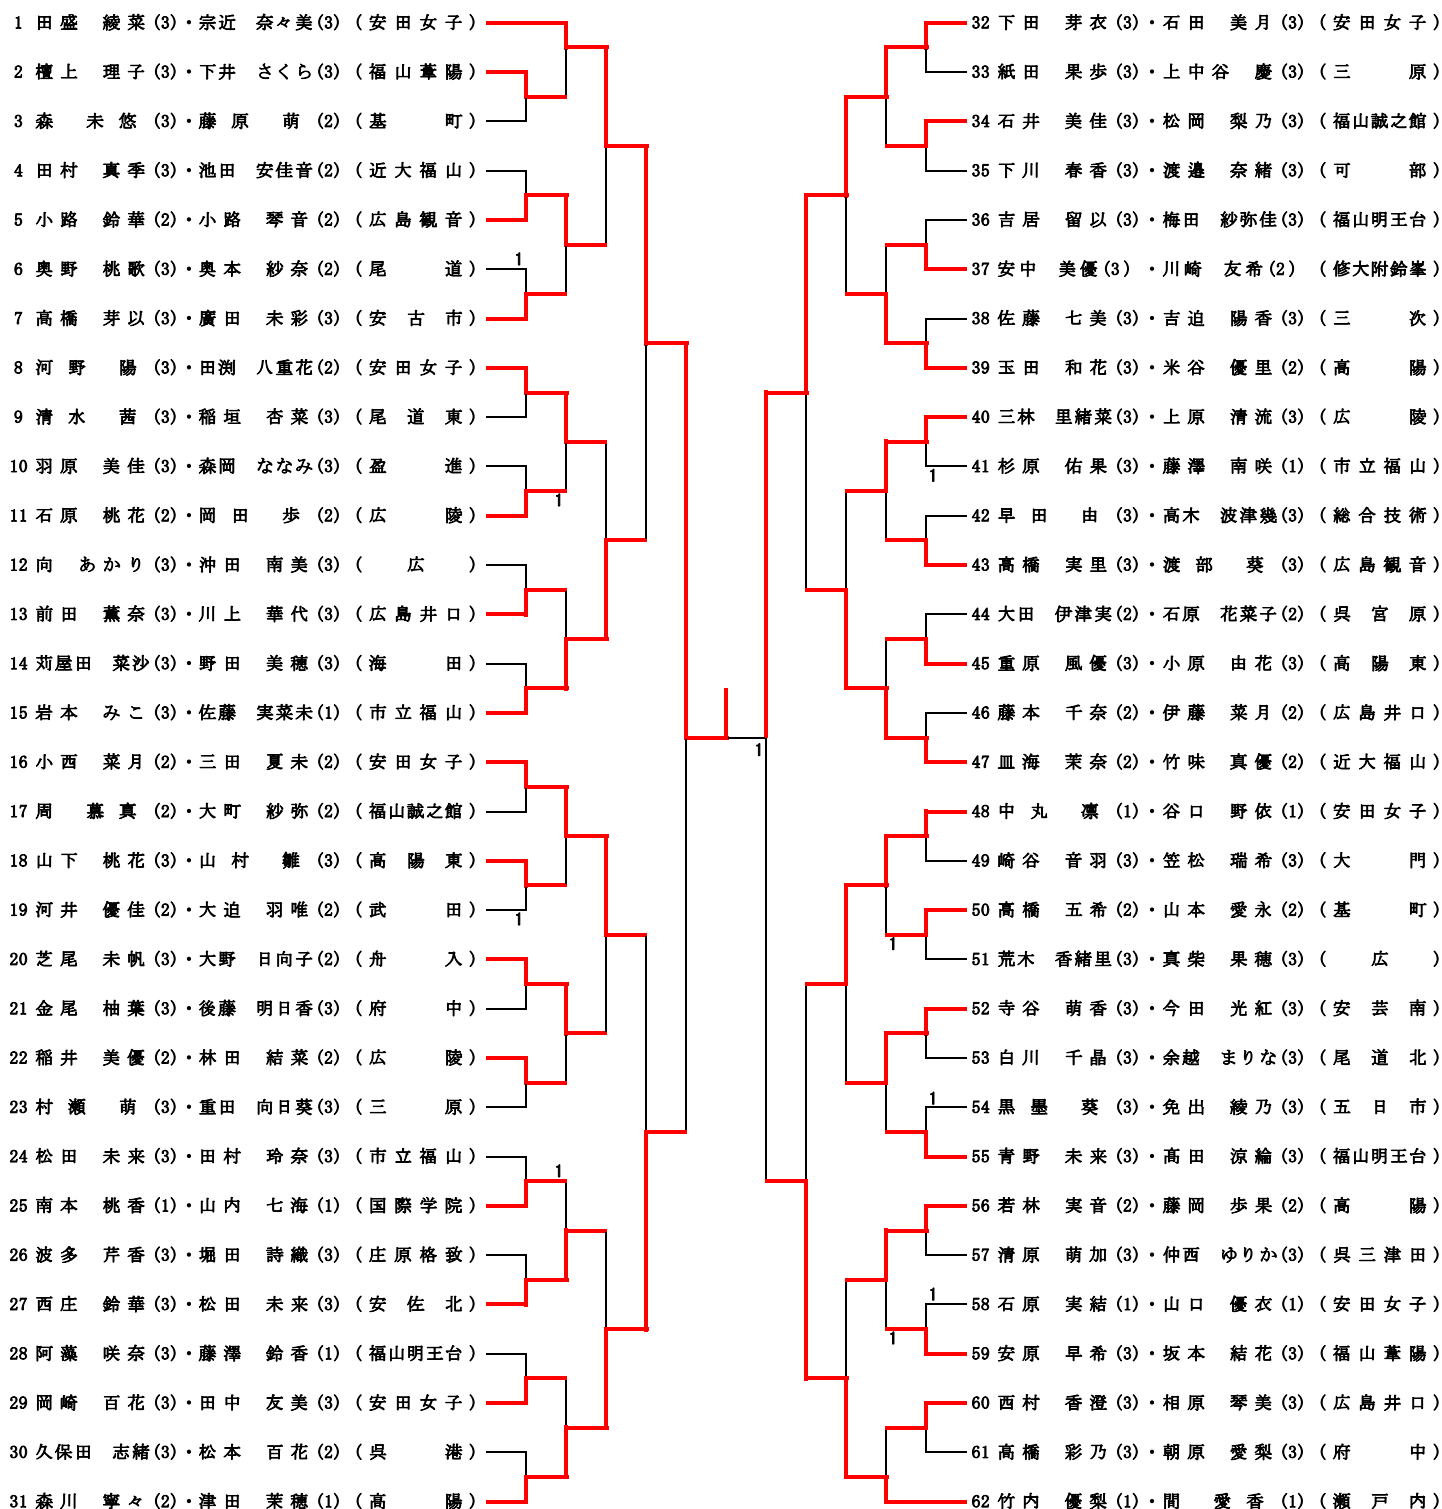 1 田盛 綾菜(3)・宗近 奈々美(3) (安田女子)
2 檀上 理子(3)・下井 さくら(3) (福山葦陽)
3 森 未悠(3)・藤原 萌(2) (基町)
4 田村 真季(3)・池田 安佳音(2) (近大福山)
5 小路 鈴華(2)・小路 琴音(2) (広島観音)
6 奥野 桃歌(3)・奥本 紗奈(2) (尾道)
1
7 高橋 芽以(3)・廣田 未彩(3) (安古市)
8 河野 陽(3)・田渕 八重花(2) (安田女子)
9 清水 茜(3)・稲垣 杏菜(3) (尾道東)
10 羽原 美佳(3)・森岡 ななみ(3) (盈進)
1
11 石原 桃花(2)・岡田 歩(2) (広陵)
12 向 あかり(3)・沖田 南美(3) (広)
13 前田 薫奈(3)・川上 華代(3) (広島井口)
14 苅屋田 菜沙(3)・野田 美穂(3) (海田)
15 岩本 みこ(3)・佐藤 実菜未(1) (市立福山)
16 小西 菜月(2)・三田 夏未(2) (安田女子)
17 周 慕真(2)・大町 紗弥(2) (福山誠之館)
18 山下 桃花(3)・山村 雛(3) (高陽東)
19 河井 優佳(2)・大迫 羽唯(2) (武田)
1
20 芝尾 未帆(3)・大野 日向子(2) (舟入)
21 金尾 柚葉(3)・後藤 明日香(3) (府中)
22 稲井 美優(2)・林田 結菜(2) (広陵)
23 村瀬 萌(3)・重田 向日葵(3) (三原)
24 松田 未来(3)・田村 玲奈(3) (市立福山)
1
25 南本 桃香(1)・山内 七海(1) (国際学院)
26 波多 芹香(3)・堀田 詩織(3) (庄原格致)
27 西庄 鈴華(3)・松田 未来(3) (安佐北)
28 阿藻 咲奈(3)・藤澤 鈴香(1) (福山明王台)
29 岡崎 百花(3)・田中 友美(3) (安田女子)
30 久保田 志緒(3)・松本 百花(2) (呉港)
31 森川 寧々(2)・津田 茉穂(1) (高陽)
1
32 下田 芽衣(3)・石田 美月(3) (安田女子)
33 紙田 果歩(3)・上中谷 慶(3) (三原)
34 石井 美佳(3)・松岡 梨乃(3) (福山誠之館)
35 下川 春香(3)・渡邉 奈緒(3) (可部)
36 吉居 留以(3)・梅田 紗弥佳(3) (福山明王台)
37 安中 美優(3)・川崎 友希(2) (修大附鈴峯)
38 佐藤 七美(3)・吉迫 陽香(3) (三次)
39 玉田 和花(3)・米谷 優里(2) (高陽)
40 三林 里緒菜(3)・上原 清流(3) (広陵)
41 杉原 佑果(3)・藤澤 南咲(1) (市立福山)
1
42 早田 由(3)・高木 波津幾(3) (総合技術)
43 高橋 実里(3)・渡部 葵(3) (広島観音)
44 大田 伊津実(2)・石原 花菜子(2) (呉宮原)
45 重原 風優(3)・小原 由花(3) (高陽東)
46 藤本 千奈(2)・伊藤 菜月(2) (広島井口)
47 皿海 茉奈(2)・竹味 真優(2) (近大福山)
48 中丸 凛(1)・谷口 野依(1) (安田女子)
49 崎谷 音羽(3)・笠松 瑞希(3) (大門)
50 高橋 五希(2)・山本 愛永(2) (基町)
1
51 荒木 香緒里(3)・真柴 果穂(3) (広)
52 寺谷 萌香(3)・今田 光紅(3) (安芸南)
53 白川 千晶(3)・余越 まりな(3) (尾道北)
1
54 黒墨 葵(3)・免出 綾乃(3) (五日市)
55 青野 未来(3)・髙田 涼綸(3) (福山明王台)
56 若林 実音(2)・藤岡 歩果(2) (高陽)
57 清原 萌加(3)・仲西 ゆりか(3) (呉三津田)
1
58 石原 実結(1)・山口 優衣(1) (安田女子)
1
59 安原 早希(3)・坂本 結花(3) (福山葦陽)
60 西村 香澄(3)・相原 琴美(3) (広島井口)
61 高橋 彩乃(3)・朝原 愛梨(3) (府中)
62 竹内 優梨(1)・間 愛香(1) (瀬戸内)